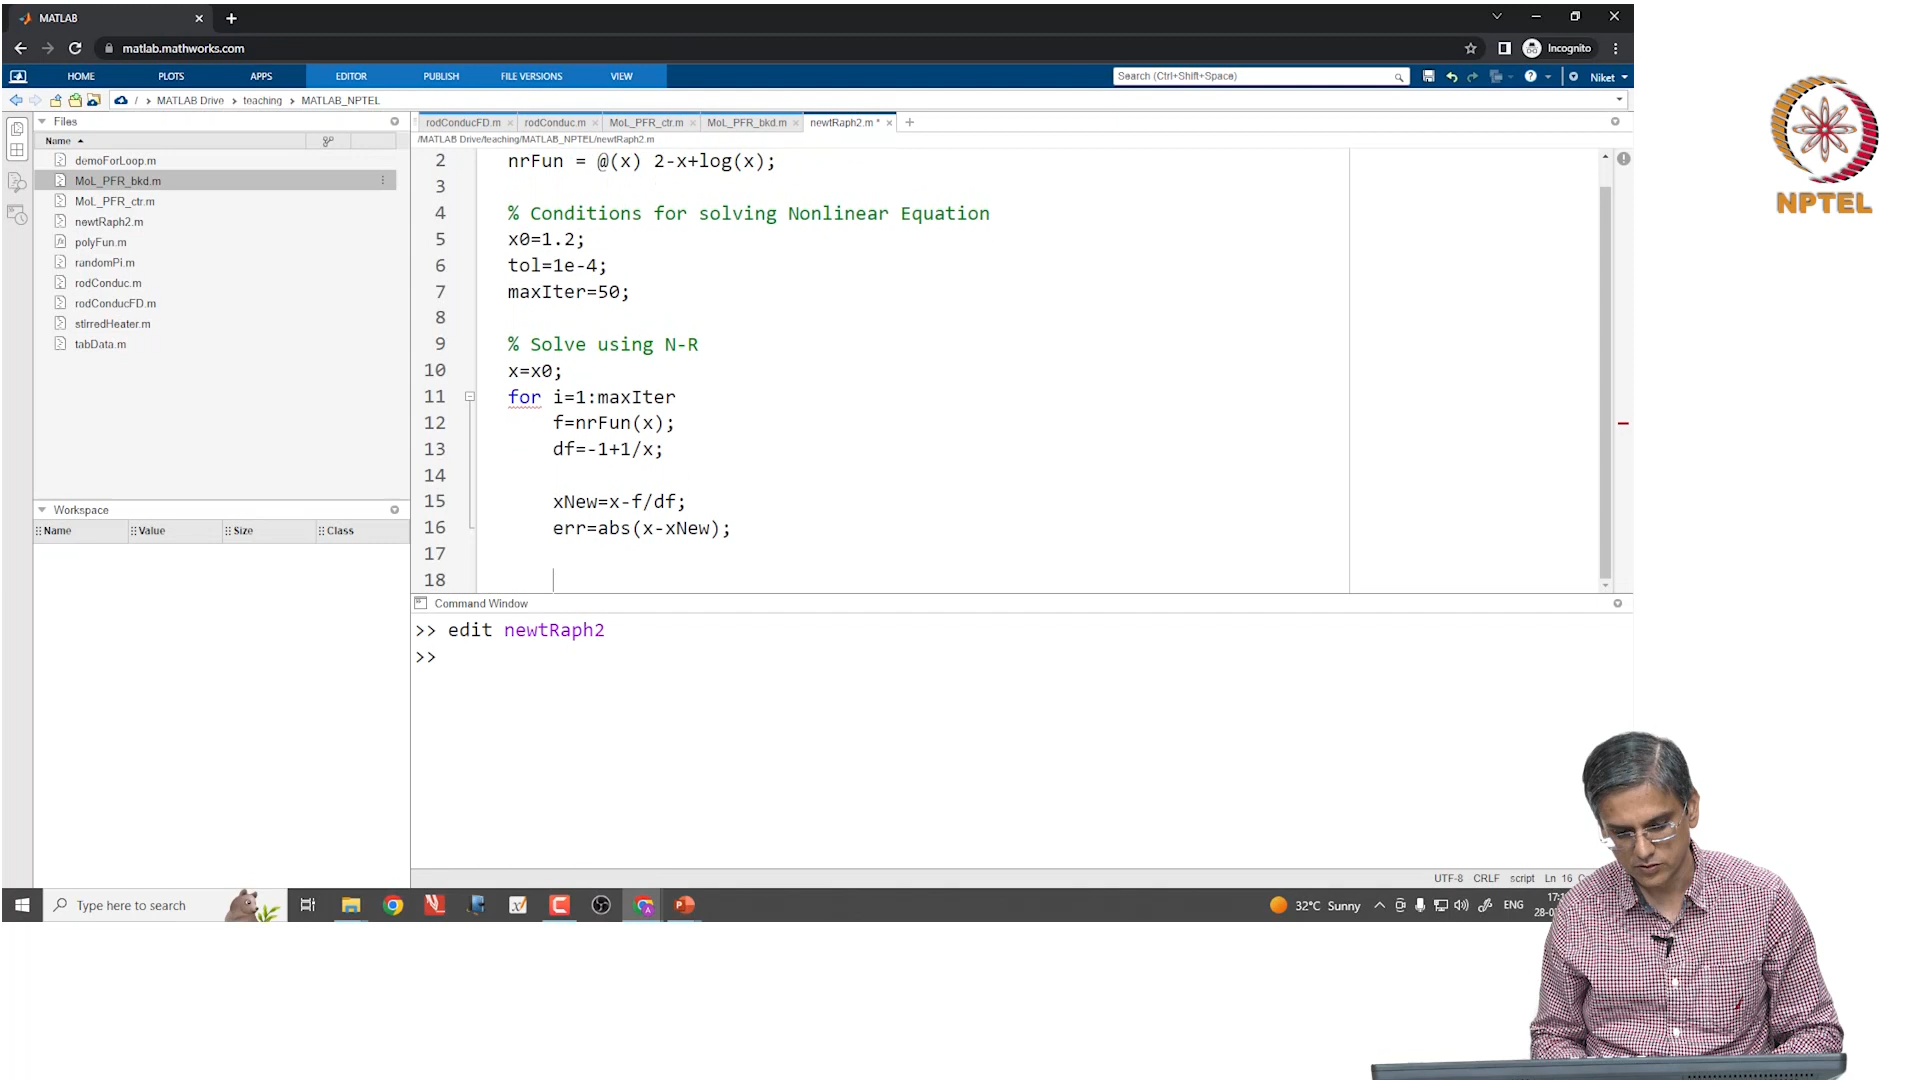 MATLAB
matlab.mathworks.com
Incognito
HOME PLOTS APPS EDITOR PUBLISH FILE VERSIONS VIEW
Search (Ctrl+Shift+Space)
Niket
/ > MATLAB Drive > teaching > MATLAB_NPTEL
Files
Name
demoForLoop.m
MoL_PFR_bkd.m
MoL_PFR_ctr.m
newtRaph2.m
polyFun.m
randomPi.m
rodConduc.m
rodConducFD.m
stirredHeater.m
tabData.m
Workspace
Name Value Size Class
rodConducFD.m rodConduc.m MoL_PFR_ctr.m MoL_PFR_bkd.m newtRaph2.m *
/MATLAB Drive/teaching/MATLAB_NPTEL/newtRaph2.m
2 nrFun = @(x) 2-x+log(x);
3
4 % Conditions for solving Nonlinear Equation
5 x0=1.2;
6 tol=1e-4;
7 maxIter=50;
8
9 % Solve using N-R
10 x=x0;
11 for i=1:maxIter
12 f=nrFun(x);
13 df=-1+1/x;
14
15 xNew=x-f/df;
16 err=abs(x-xNew);
17
18
Command Window
>> edit newtRaph2
>>
UTF-8 CRLF script Ln 16
Type here to search
32°C Sunny
ENG
NPTEL